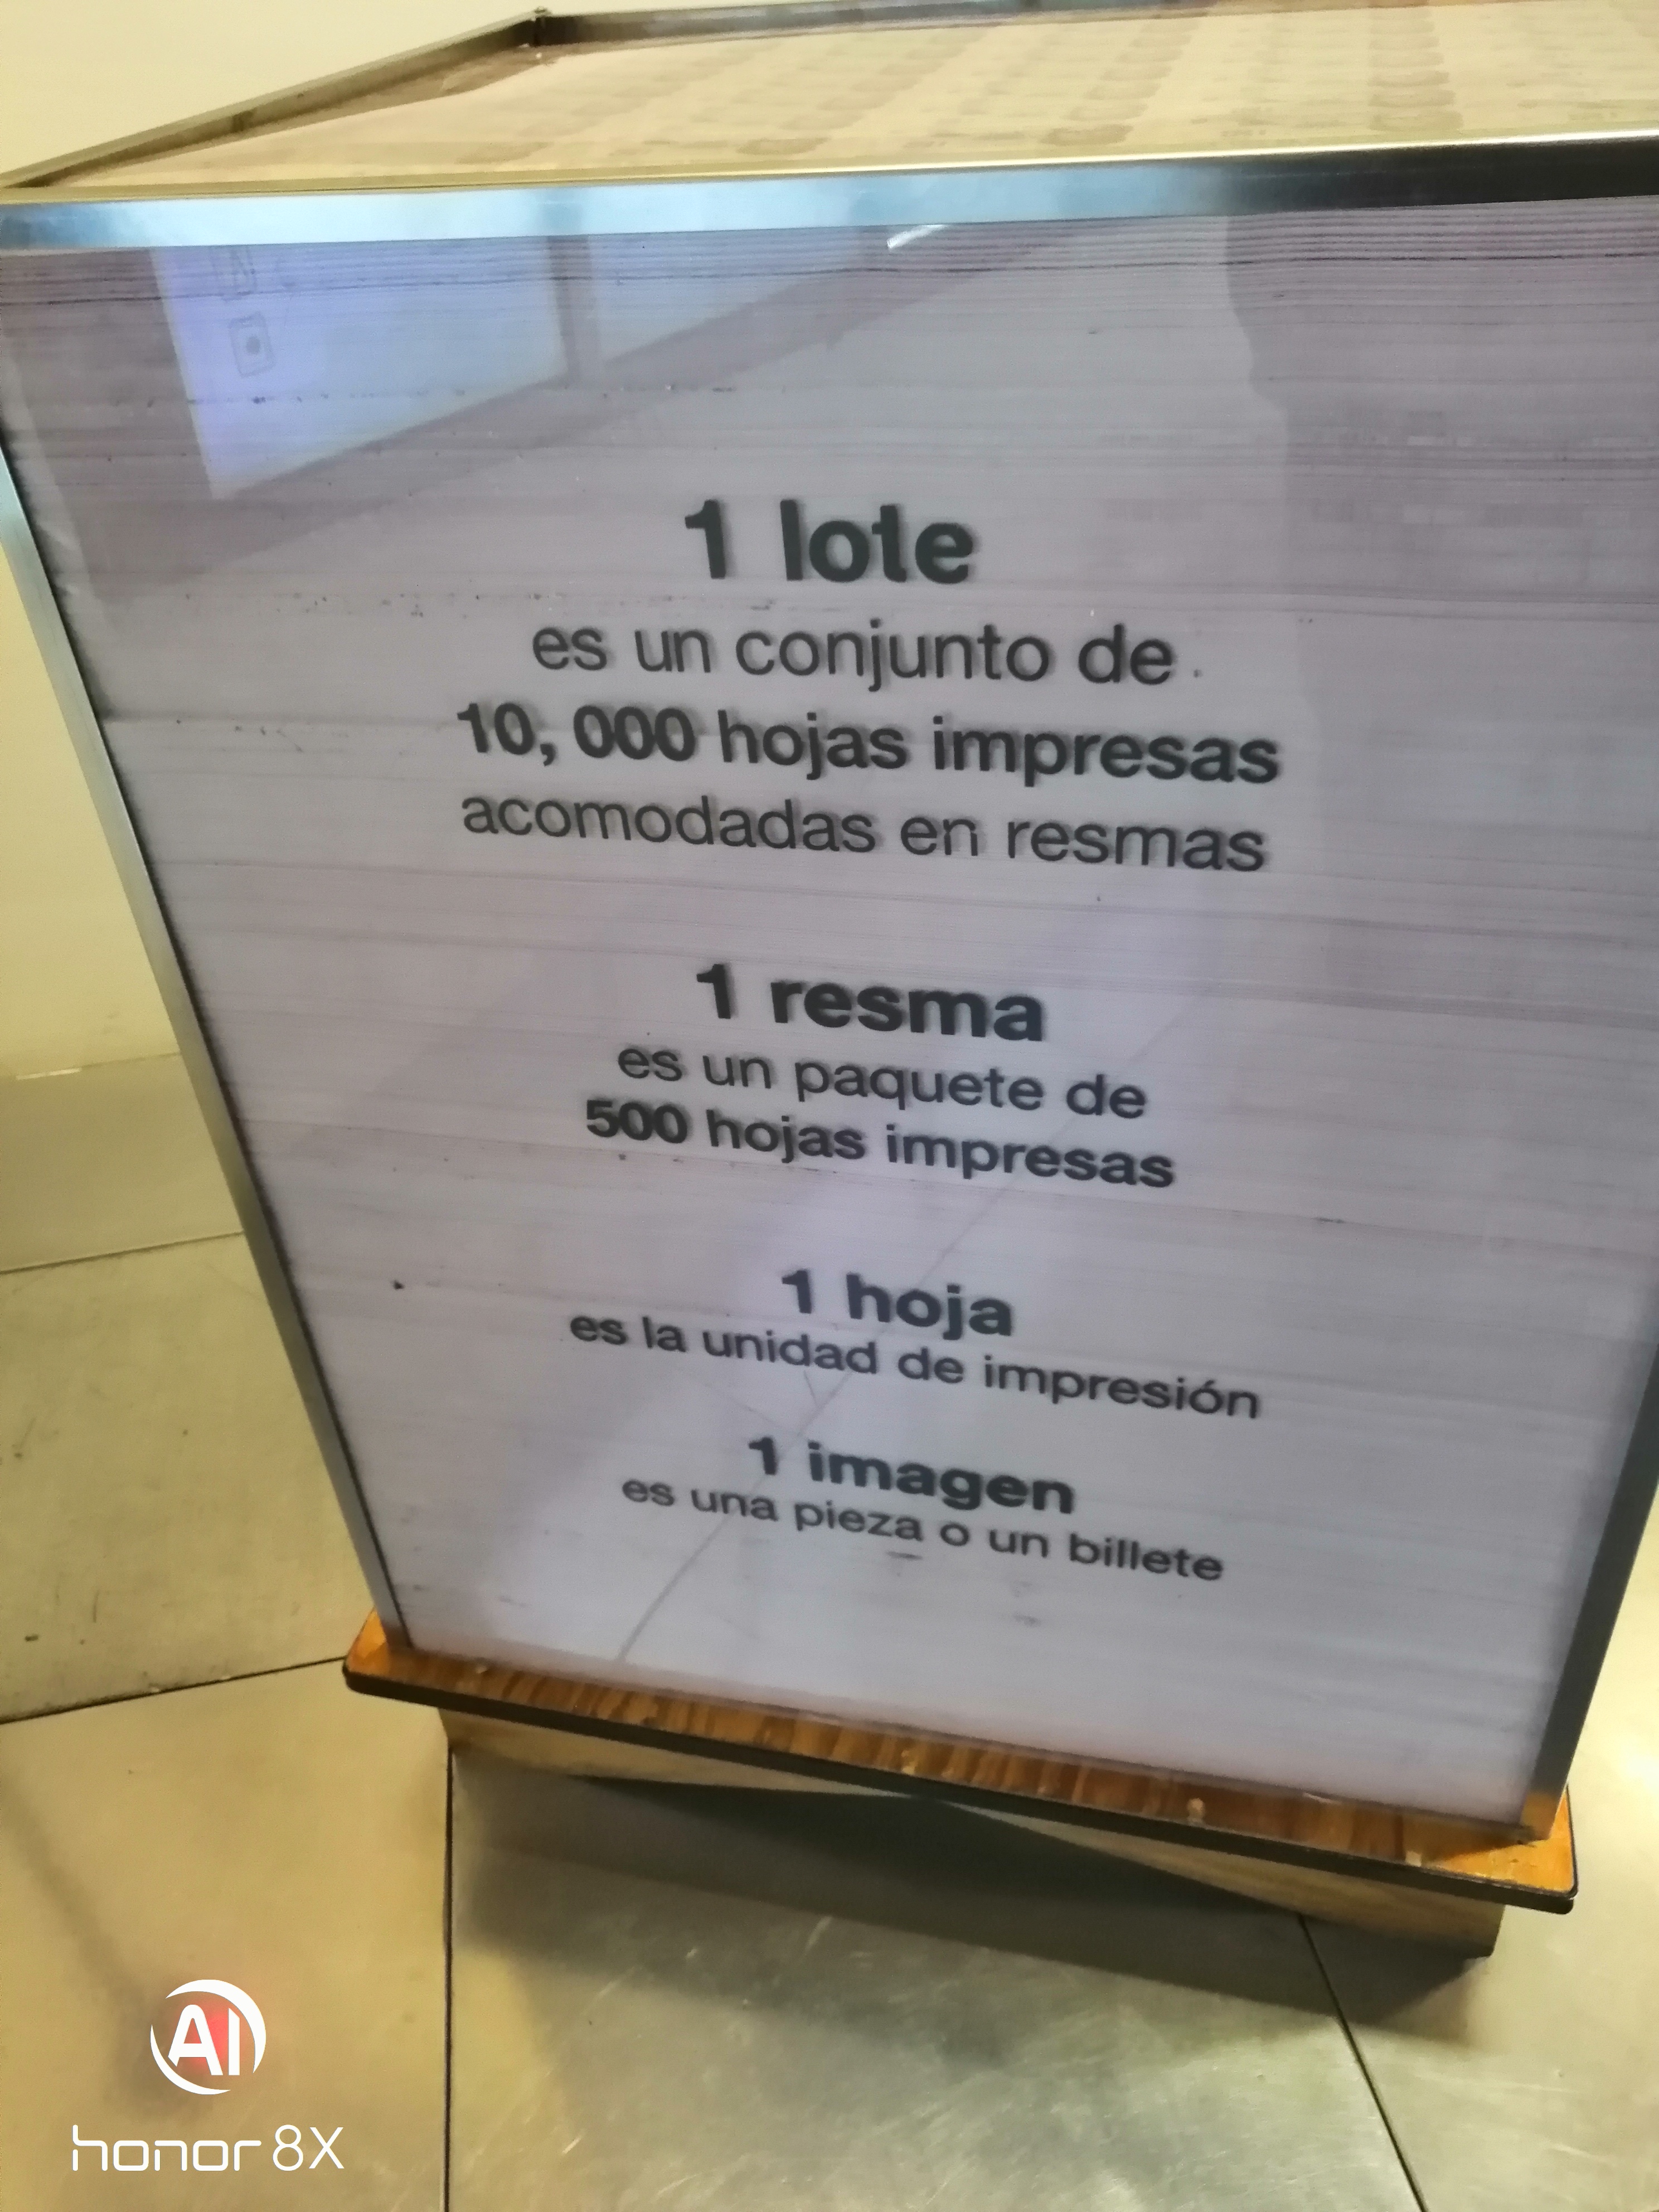 1 lote
es un conjunto de
10, 000 hojas impresas
acomodadas en resmas
1 resma
es un paquete de
500 hojas impresas
1 hoja
es la unidad de impresión
1 imagen
es una pieza o un billete
AI
honor 8X